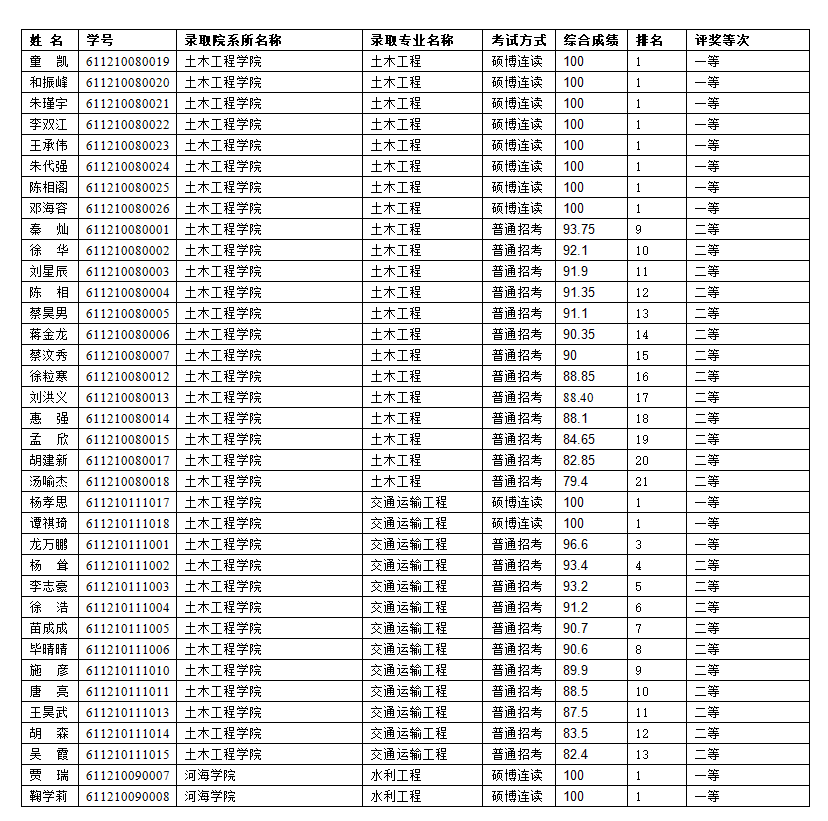 姓 名 学号 录取院系所名称 录取专业名称 考试方式 综合成绩 排名 评奖等次
童 凯 611210080019 土木工程学院 土木工程 硕博连读 100 1 一等
和振峰 611210080020 土木工程学院 土木工程 硕博连读 100 1 一等
朱瑾宇 611210080021 土木工程学院 土木工程 硕博连读 100 1 一等
李双江 611210080022 土木工程学院 土木工程 硕博连读 100 1 一等
王承伟 611210080023 土木工程学院 土木工程 硕博连读 100 1 一等
朱代强 611210080024 土木工程学院 土木工程 硕博连读 100 1 一等
陈相阁 611210080025 土木工程学院 土木工程 硕博连读 100 1 一等
邓海容 611210080026 土木工程学院 土木工程 硕博连读 100 1 一等
秦 灿 611210080001 土木工程学院 土木工程 普通招考 93.75 9 二等
徐 华 611210080002 土木工程学院 土木工程 普通招考 92.1 10 二等
刘星辰 611210080003 土木工程学院 土木工程 普通招考 91.9 11 二等
陈 相 611210080004 土木工程学院 土木工程 普通招考 91.35 12 二等
蔡昊男 611210080005 土木工程学院 土木工程 普通招考 91.1 13 二等
蒋金龙 611210080006 土木工程学院 土木工程 普通招考 90.35 14 二等
蔡汶秀 611210080007 土木工程学院 土木工程 普通招考 90 15 二等
徐粒寒 611210080012 土木工程学院 土木工程 普通招考 88.85 16 二等
刘洪义 611210080013 土木工程学院 土木工程 普通招考 88.40 17 二等
惠 强 611210080014 土木工程学院 土木工程 普通招考 88.1 18 二等
孟 欣 611210080015 土木工程学院 土木工程 普通招考 84.65 19 二等
胡建新 611210080017 土木工程学院 土木工程 普通招考 82.85 20 二等
汤喻杰 611210080018 土木工程学院 土木工程 普通招考 79.4 21 二等
杨孝思 611210111017 土木工程学院 交通运输工程 硕博连读 100 1 一等
谭祺琦 611210111018 土木工程学院 交通运输工程 硕博连读 100 1 一等
龙万鹏 611210111001 土木工程学院 交通运输工程 普通招考 96.6 3 一等
杨 耸 611210111002 土木工程学院 交通运输工程 普通招考 93.4 4 二等
李志豪 611210111003 土木工程学院 交通运输工程 普通招考 93.2 5 二等
徐 浩 611210111004 土木工程学院 交通运输工程 普通招考 91.2 6 二等
苗成成 611210111005 土木工程学院 交通运输工程 普通招考 90.7 7 二等
毕晴晴 611210111006 土木工程学院 交通运输工程 普通招考 90.6 8 二等
施 彦 611210111010 土木工程学院 交通运输工程 普通招考 89.9 9 二等
唐 亮 611210111011 土木工程学院 交通运输工程 普通招考 88.5 10 二等
王昊武 611210111013 土木工程学院 交通运输工程 普通招考 87.5 11 二等
胡 森 611210111014 土木工程学院 交通运输工程 普通招考 83.5 12 二等
吴 霞 611210111015 土木工程学院 交通运输工程 普通招考 82.4 13 二等
贾 瑞 611210090007 河海学院 水利工程 硕博连读 100 1 一等
鞠学莉 611210090008 河海学院 水利工程 硕博连读 100 1 一等